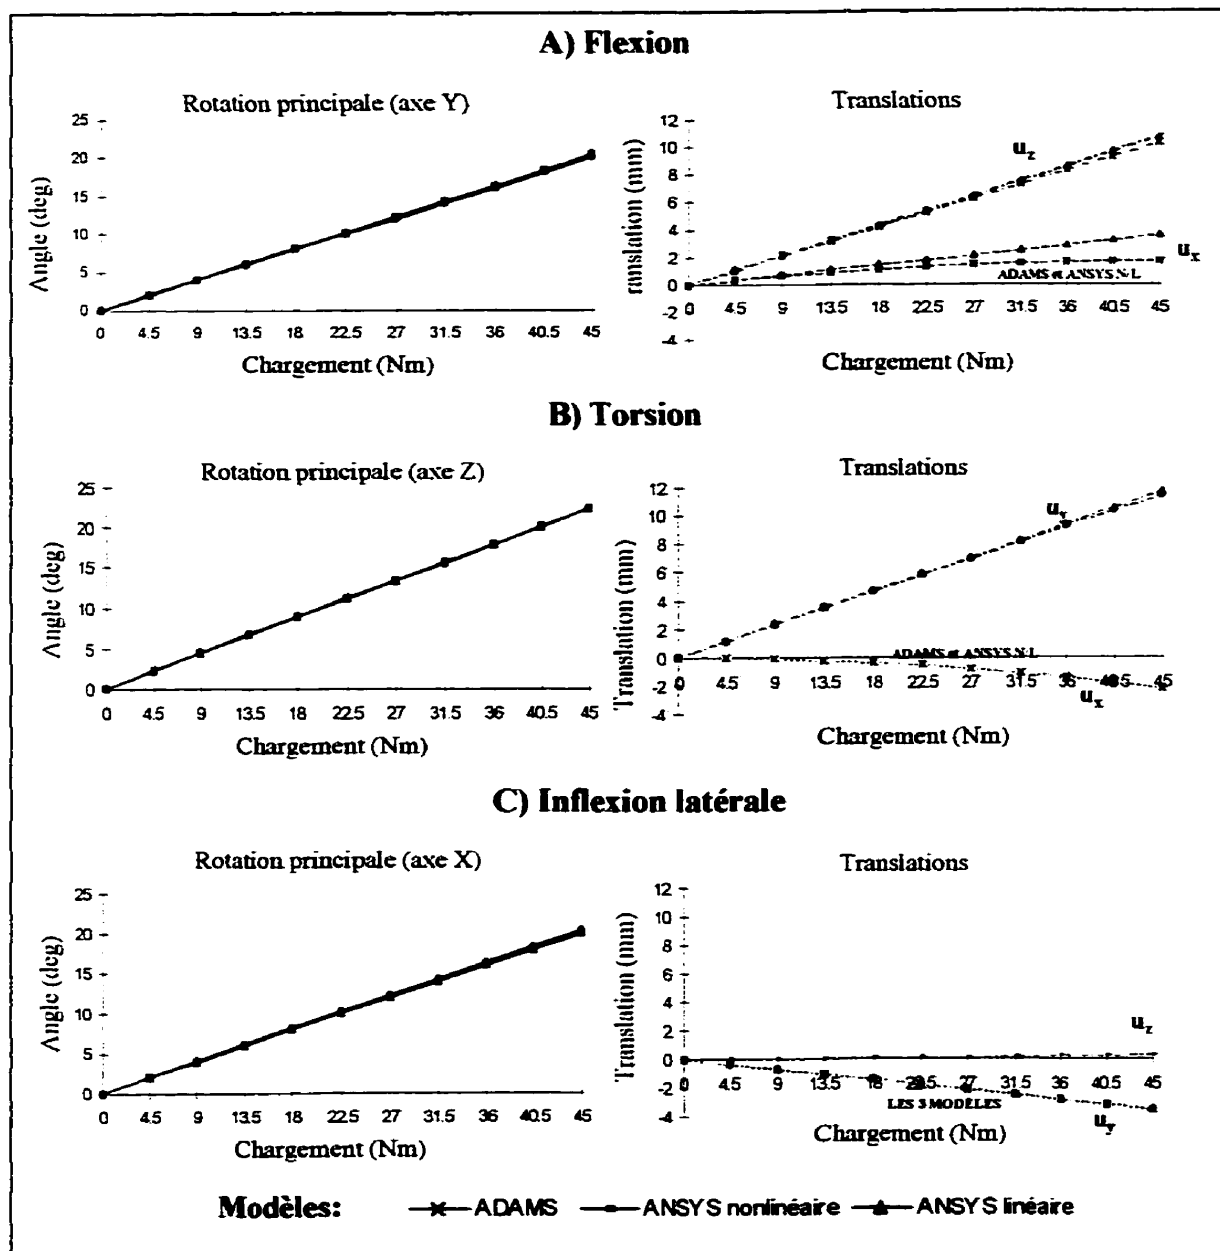 A) Flexion
Rotation principale (axe Y)
Angle (deg)
25
20
15
10
5
0
0 4.5 9 13.5 18 22.5 27 31.5 36 40.5 45
Chargement (Nm)
Translations
ranslation (mm)
12
10
8
6
4
2
0
-2
-4
u_z
u_x
ADAMS et ANSYS N-L
0 4.5 9 13.5 18 22.5 27 31.5 36 40.5 45
Chargement (Nm)
B) Torsion
Rotation principale (axe Z)
Angle (deg)
25
20
15
10
5
0
0 4.5 9 13.5 18 22.5 27 31.5 36 40.5 45
Chargement (Nm)
Translations
Translation (mm)
12
10
8
6
4
2
0
-2
-4
u_y
ADAMS et ANSYS N-L
0 4.5 9 13.5 18 22.5 27 31.5 36 40.5 45
u_x
Chargement (Nm)
C) Inflexion latérale
Rotation principale (axe X)
Angle (deg)
25
20
15
10
5
0
0 4.5 9 13.5 18 22.5 27 31.5 36 40.5 45
Chargement (Nm)
Translations
Translation (mm)
12
10
8
6
4
2
0
-2
-4
u_z
0 4.5 9 13.5 18 22.5 27 31.5 36 40.5 45
LES 3 MODÈLES
u_y
Chargement (Nm)
Modèles: ADAMS ANSYS nonlinéaire ANSYS linéaire